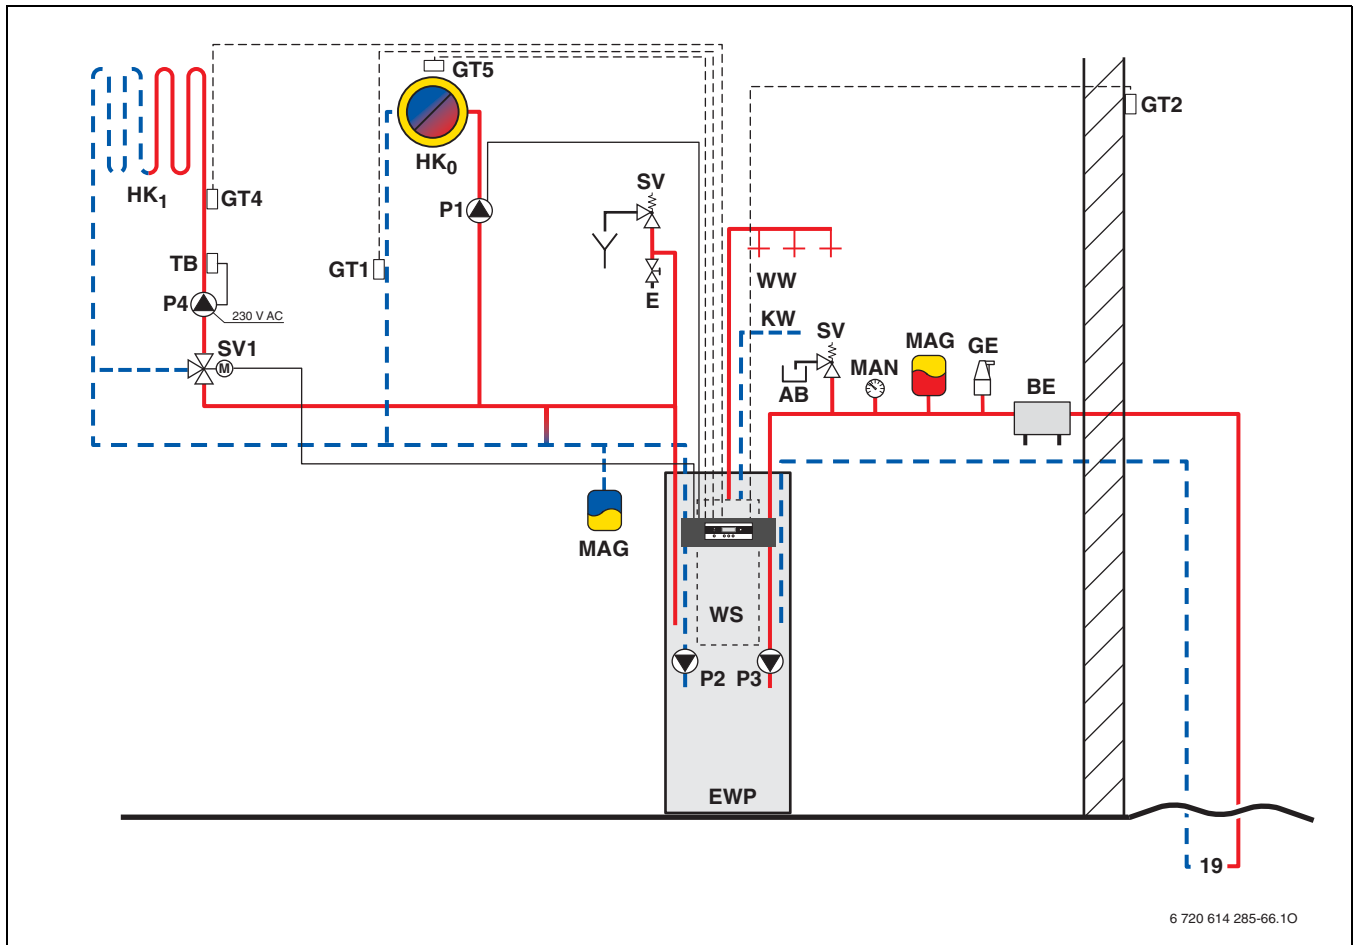 GT5
GT2
HK0
HK1
GT4
SV
P1
TB
GT1
WW
P4
E
230 V AC
KW
SV
SV1
MAG
GE
MAN
AB
BE
M
MAG
WS
P2
P3
EWP
19
6 720 614 285-66.1O